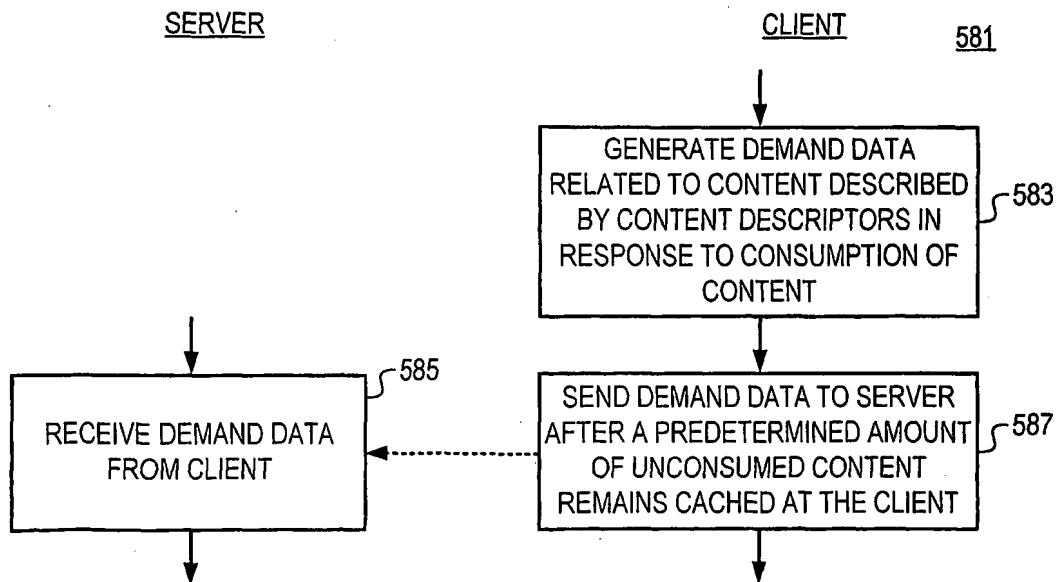 SERVER
CLIENT
581
GENERATE DEMAND DATA
RELATED TO CONTENT DESCRIBED
BY CONTENT DESCRIPTORS IN
RESPONSE TO CONSUMPTION OF
CONTENT
583
585
RECEIVE DEMAND DATA
FROM CLIENT
SEND DEMAND DATA TO SERVER
AFTER A PREDETERMINED AMOUNT
OF UNCONSUMED CONTENT
REMAINS CACHED AT THE CLIENT
587